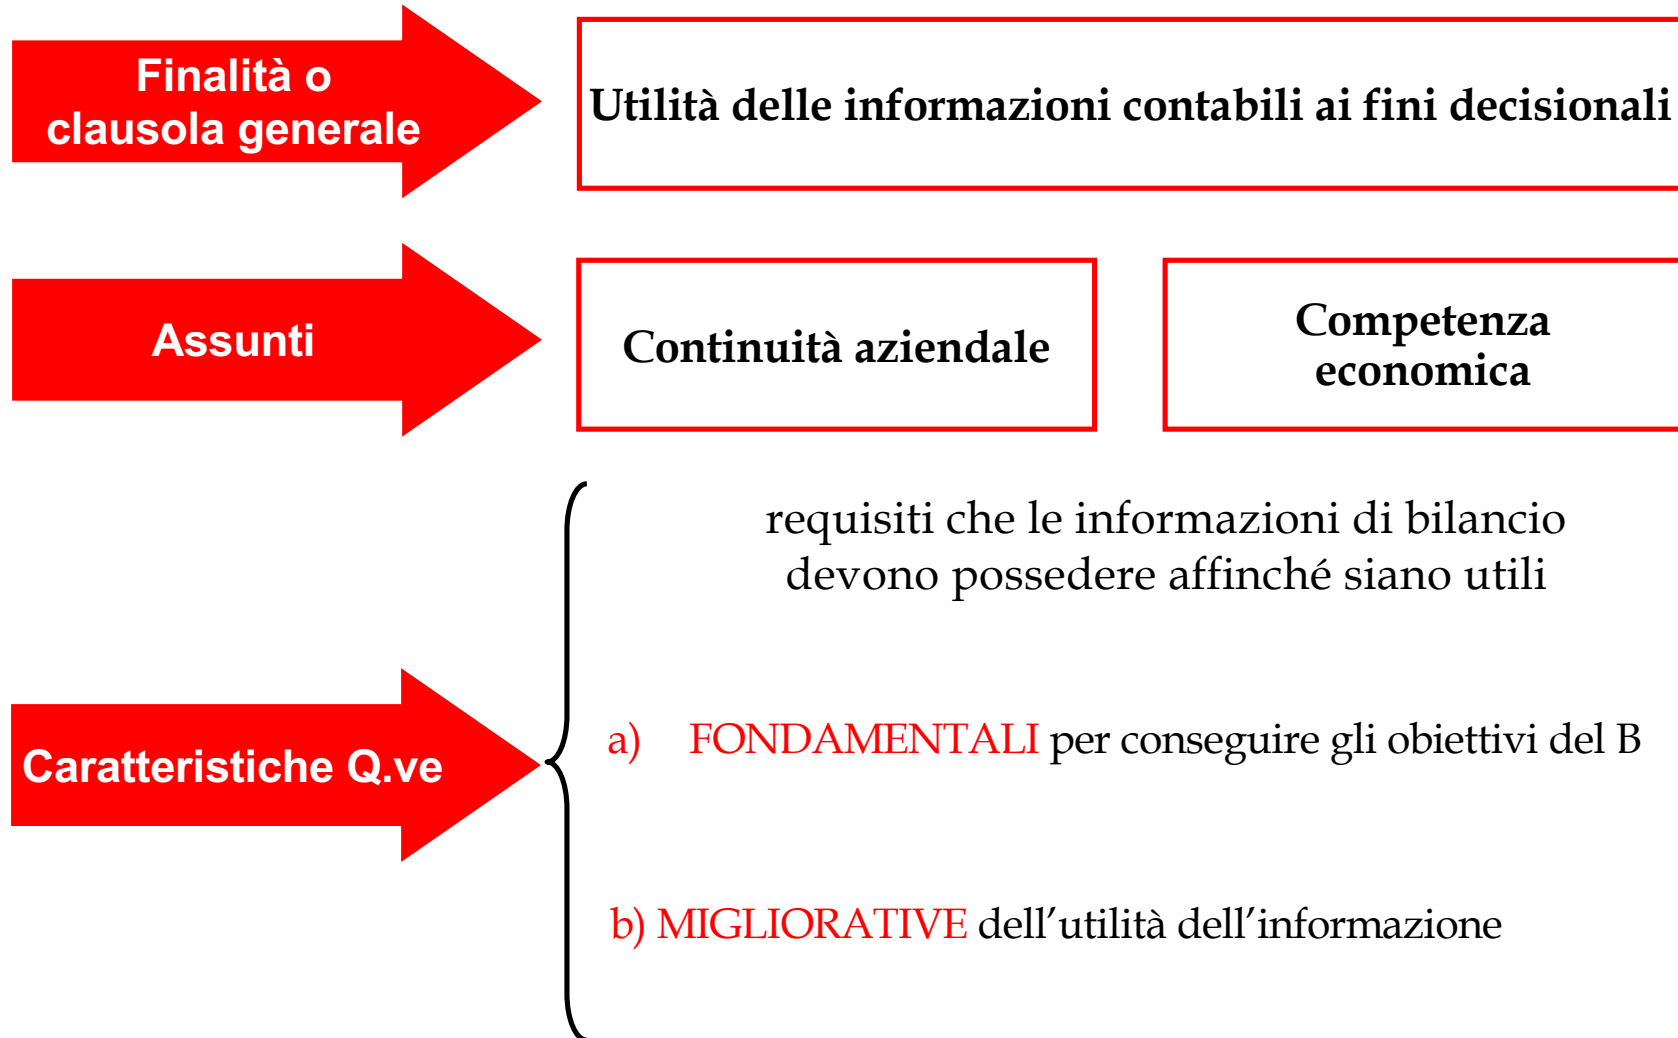 Finalità o
clausola generale
Utilità delle informazioni contabili ai fini decisionali
Assunti
Continuità aziendale
Competenza
economica
requisiti che le informazioni di bilancio
devono possedere affinché siano utili
Caratteristiche Q.ve
a) FONDAMENTALI per conseguire gli obiettivi del B
b) MIGLIORATIVE dell’utilità dell’informazione